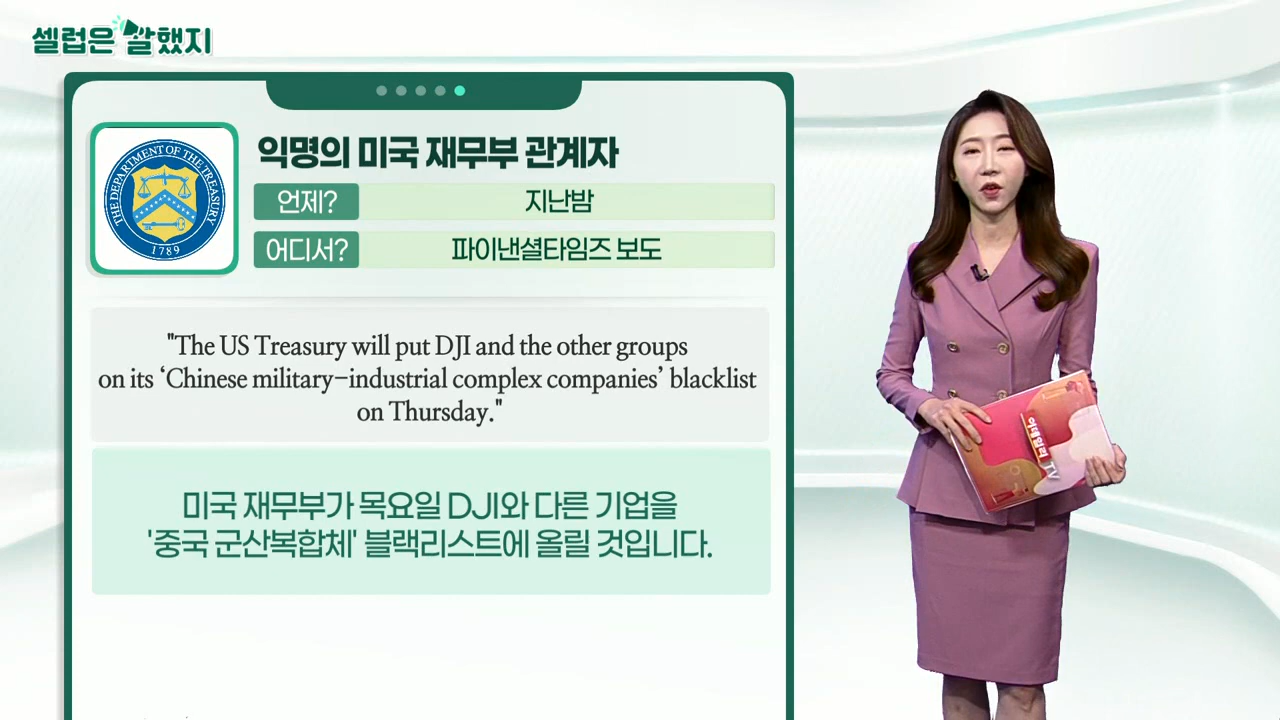 셀럽은 말했지
익명의 미국 재무부 관계자
THE DEPARTMENT OF THE TREASURY
1789
언제?
지난밤
어디서?
파이낸셜타임즈 보도
"The US Treasury will put DJI and the other groups
on its ‘Chinese military-industrial complex companies’ blacklist
on Thursday."
미국 재무부가 목요일 DJI와 다른 기업을
'중국 군산복합체' 블랙리스트에 올릴 것입니다.
이데일리 TV